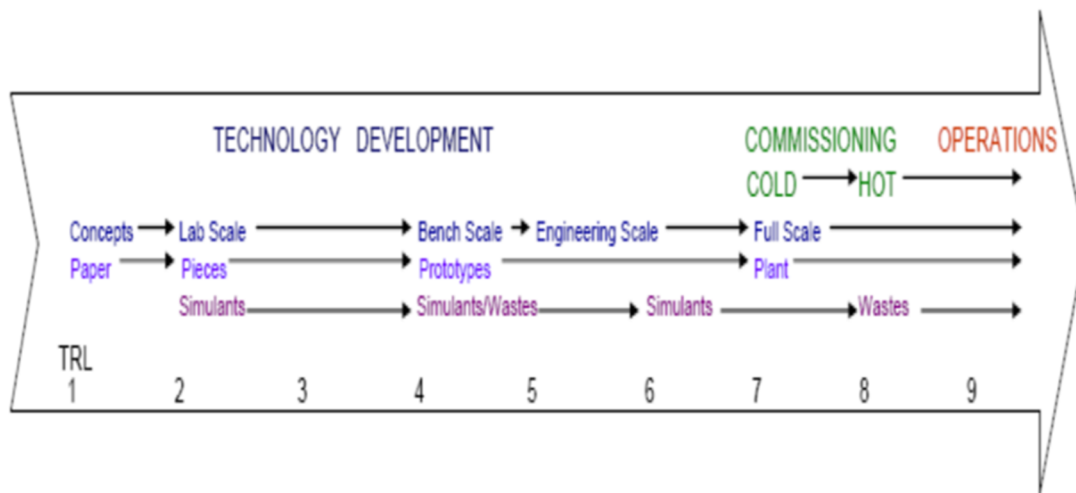 TECHNOLOGY DEVELOPMENT COMMISSIONING OPERATIONS
COLD HOT
Concepts Lab Scale Bench Scale Engineering Scale Full Scale
Paper Pieces Prototypes Plant
Simulants Simulants/Wastes Simulants Wastes
TRL
1 2 3 4 5 6 7 8 9